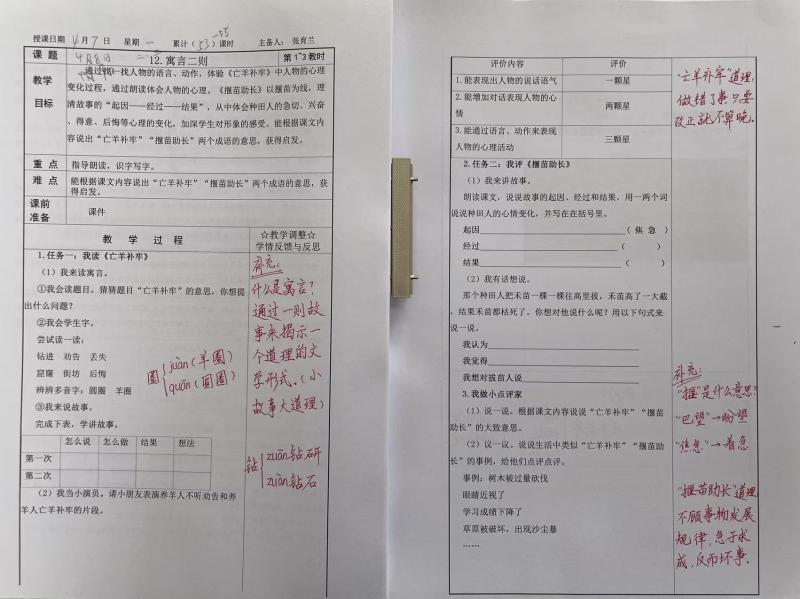 授课日期 4月7日 星期 一 累计（53）课时 主备人：张育兰
课 题 12.寓言二则 第1~3教时
4月8日 二
教学
目标
通过找一找人物的语言、动作，体验《亡羊补牢》中人物的心理
变化过程，通过朗读体会人物的心理。《揠苗助长》以揠苗为线，理
清故事的“起因——经过——结果”，从中体会种田人的急切、兴奋
、得意、后悔等心理的变化，加深学生对形象的感受。能根据课文内
容说出“亡羊补牢”“揠苗助长”两个成语的意思，获得启发。
重 点 指导朗读，识字写字。
难 点 能根据课文内容说出“亡羊补牢”“揠苗助长”两个成语的意思，获
得启发。
课前
准备
课件
教 学 过 程
☆教学调整☆
学情反馈与反思
1.任务一：我读《亡羊补牢》
（1）我来读寓言。
①我会读题目。猜猜题目“亡羊补牢”的意思，你想提
出什么问题？
②我会学生字。
尝试读一读：
钻进 劝告 丢失
窟窿 街坊 后悔
辨辨多音字：圆圈 羊圈
③我来说故事。
完成下表，学讲故事。
怎么说 怎么做 结果 想法
第一次
第二次
（2）我当小演员。请小朋友表演养羊人不听劝告和养
羊人亡羊补牢的片段。
圈 juàn（羊圈）
quān（圆圈）
补充：
什么是寓言？
通过一则故
事来揭示一
个道理的文
学形式。（小
故事大道理）
钻 zuān钻研
zuàn钻石
评价内容 评价
1.能表现出人物的说话语气 一颗星
2.能增加对话表现人物的心
情
两颗星
3.能通过语言、动作来表现
人物的心理活动
三颗星
“亡羊补牢”道理，
做错了事只要
改正就不算晚。
2.任务二：我评《揠苗助长》
（1）我来讲故事。
朗读课文，说说故事的起因、经过和结果，用一两个词
说说种田人的心情变化，并写在在括号里。
起因（ 焦 急 ）
经过（ ）
结果（ ）
（2）我有话想说。
那个种田人把禾苗一棵一棵往高里拔，禾苗高了一大截
，结果禾苗都枯死了。你想对他说什么呢？用以下句式来
说一说。
我认为
我觉得
我想对拔苗人说
3.我做小点评家
（1）说一说。根据课文内容说说“亡羊补牢”“揠苗
助长”的大致意思。
（2）议一议。说说生活中类似“亡羊补牢”“揠苗助
长”的事例，给他们点评点评。
事例：树木被过量砍伐
眼睛近视了
学习成绩下降了
草原被破坏，出现沙尘暴
……
补充：
“揠”是什么意思？
“巴望”→盼望
“焦急”→着急
“揠苗助长”道理
不顾事物发展
规律，急于求
成，反而坏事。